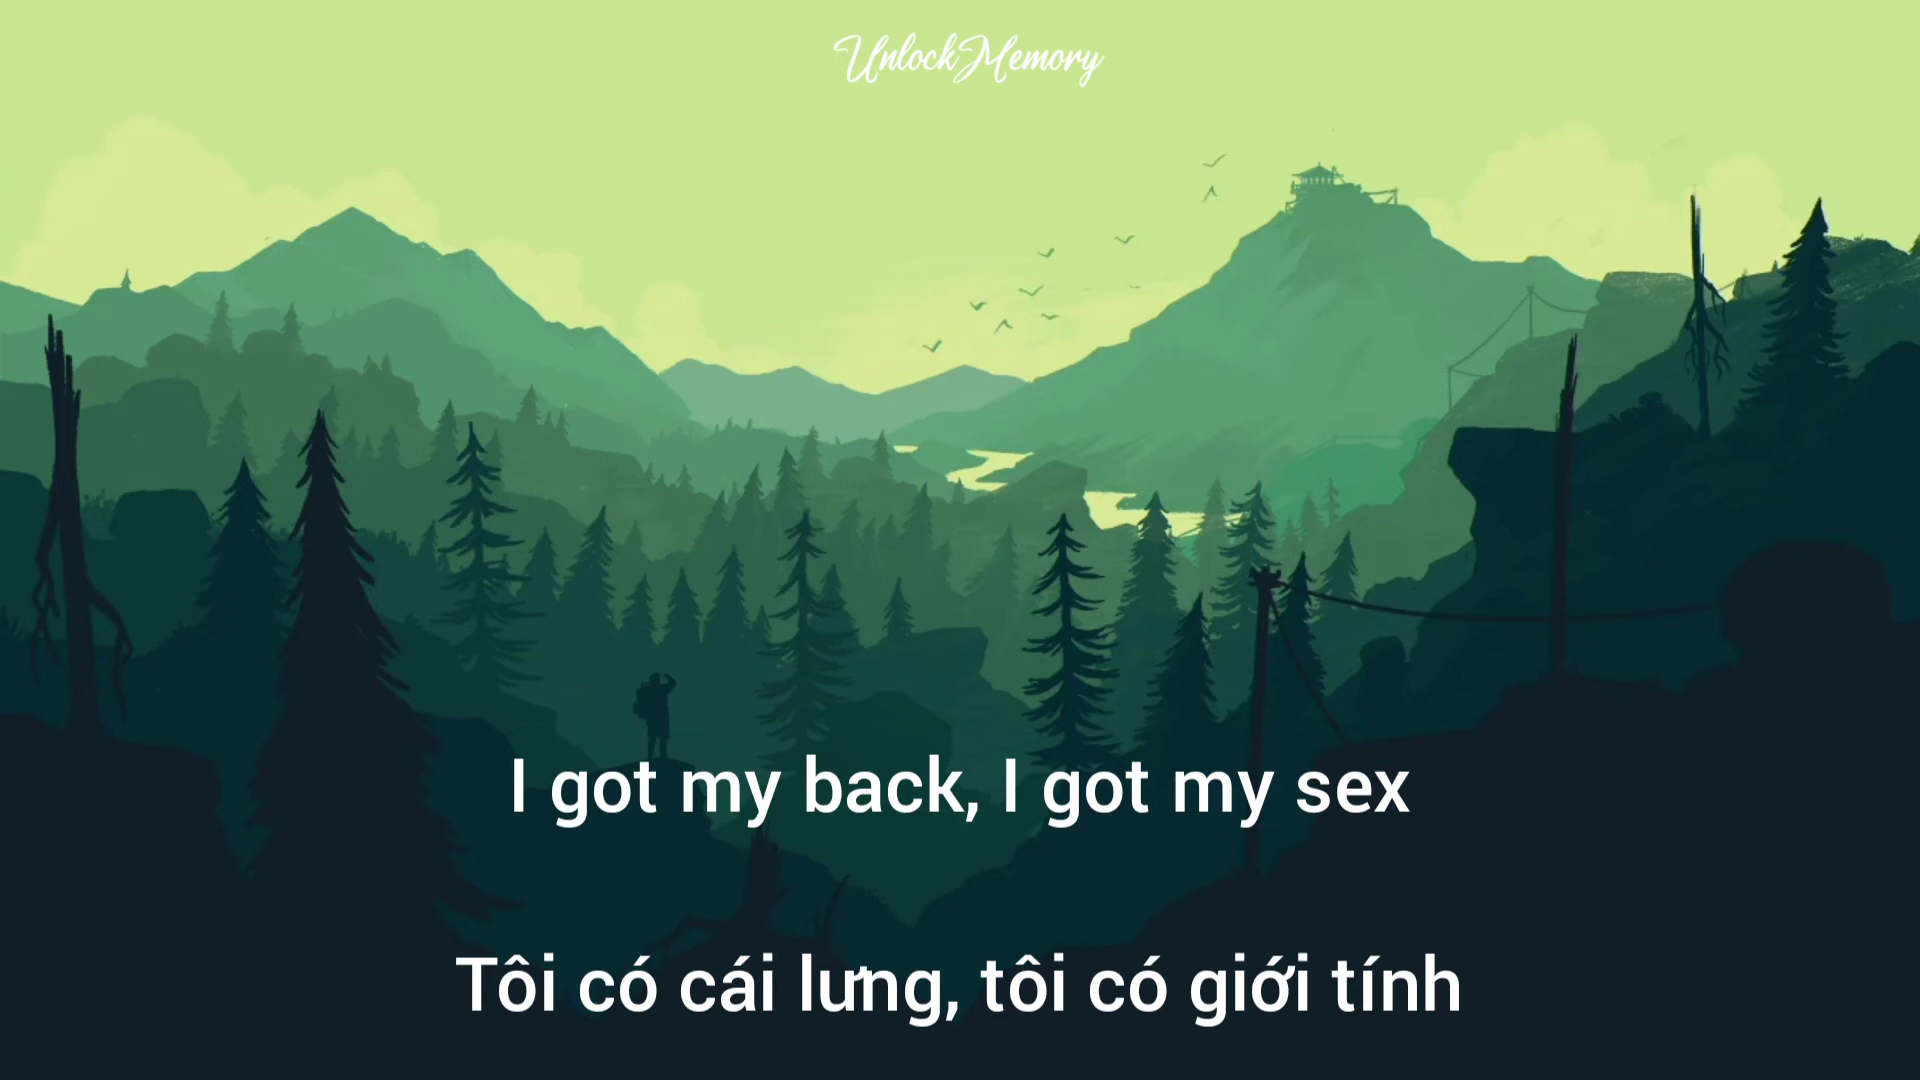 UnlockMemory
I got my back, I got my sex
Tôi có cái lưng, tôi có giới tính